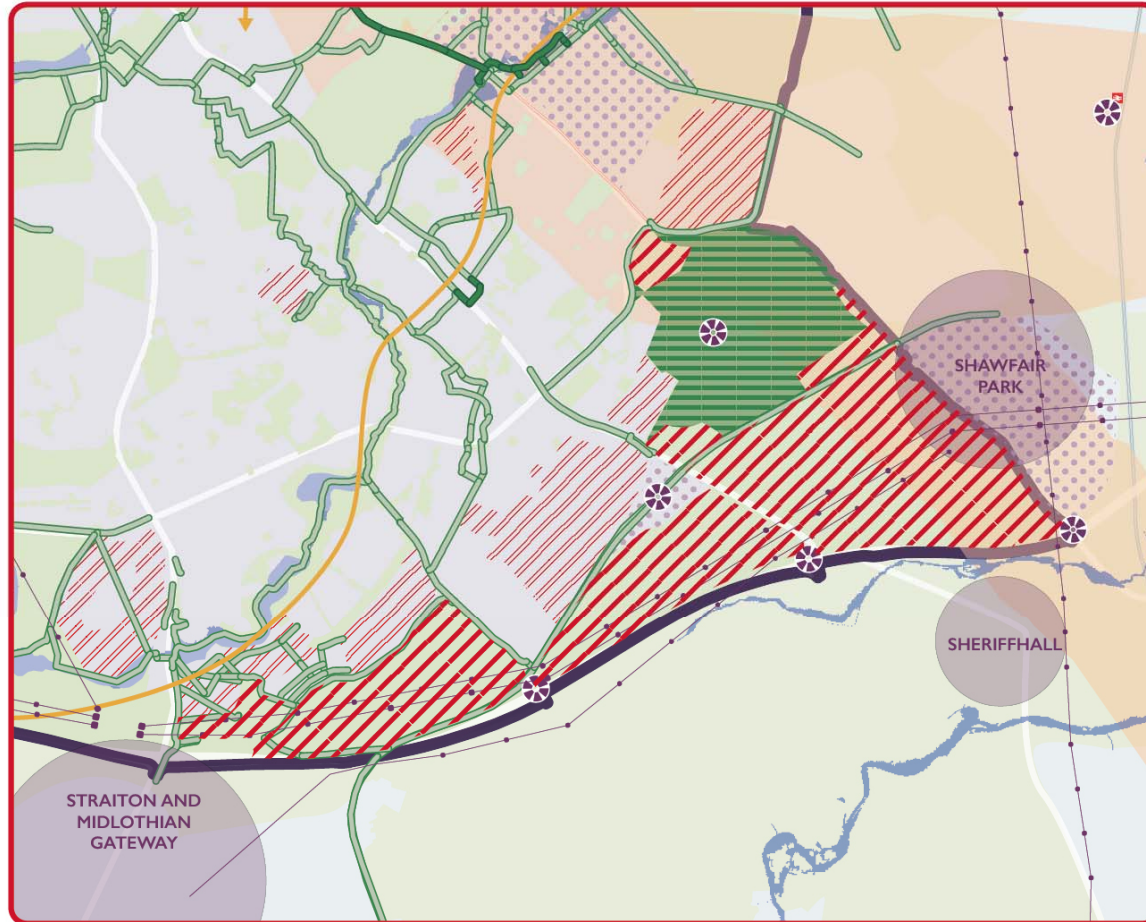 SHAWFAIR
PARK
SHERIFFHALL
STRAITON AND
MIDLOTHIAN
GATEWAY